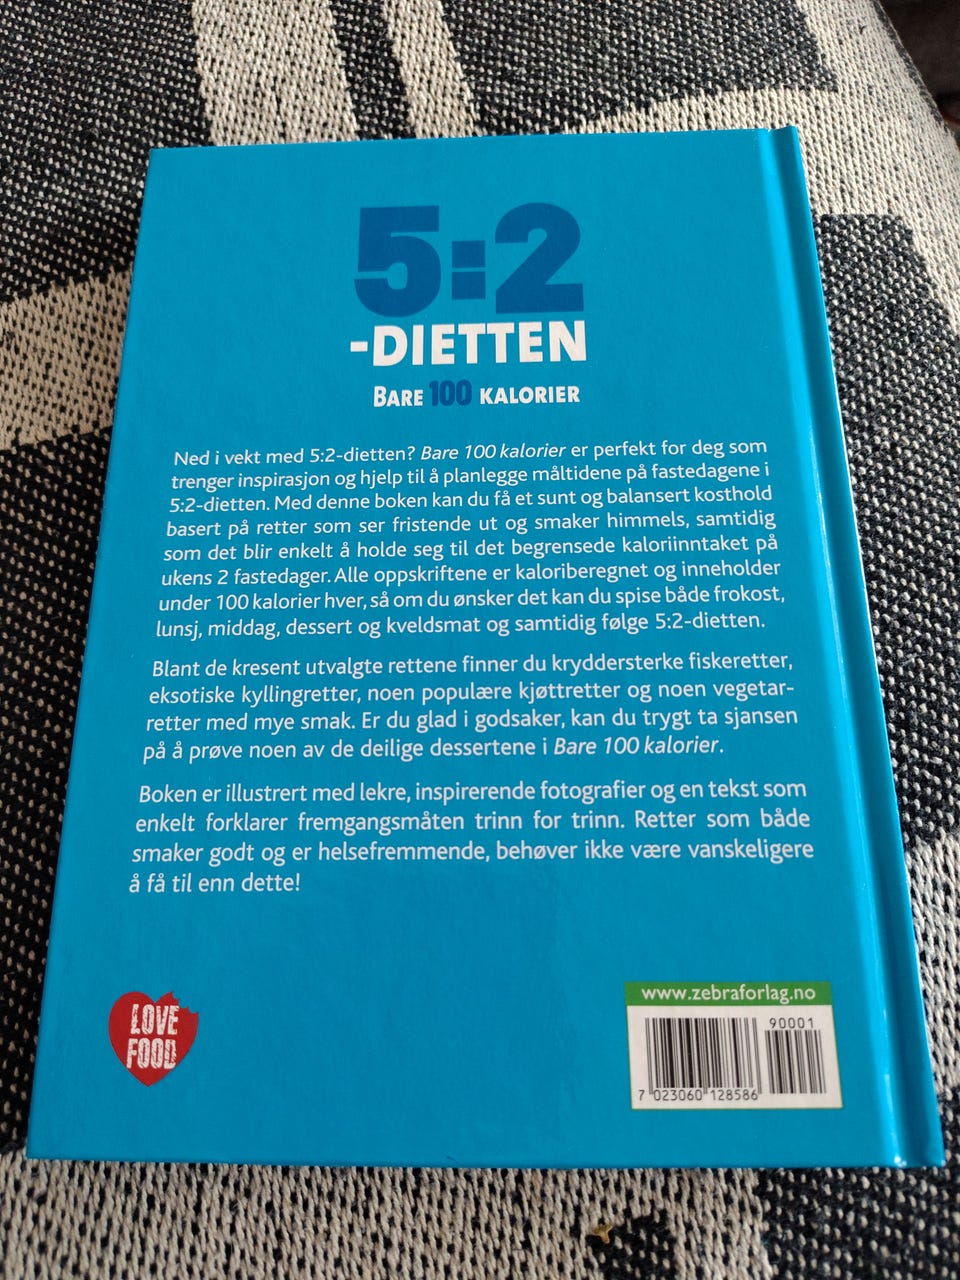 5:2
-DIETTEN
BARE 100 KALORIER
Ned i vekt med 5:2-dietten? Bare 100 kalorier er perfekt for deg som
trenger inspirasjon og hjelp til å planlegge måltidene på fastedagene i
5:2-dietten. Med denne boken kan du få et sunt og balansert kosthold
basert på retter som ser fristende ut og smaker himmels, samtidig
som det blir enkelt å holde seg til det begrensede kaloriinntaket på
ukens 2 fastedager. Alle oppskriftene er kaloriberegnet og inneholder
under 100 kalorier hver, så om du ønsker det kan du spise både frokost,
lunsj, middag, dessert og kveldsmat og samtidig følge 5:2-dietten.
Blant de kresent utvalgte rettene finner du kryddersterke fiskeretter,
eksotiske kyllingretter, noen populære kjøttretter og noen vegetar-
retter med mye smak. Er du glad i godsaker, kan du trygt ta sjansen
på å prøve noen av de deilige dessertene i Bare 100 kalorier.
Boken er illustrert med lekre, inspirerende fotografier og en tekst som
enkelt forklarer fremgangsmåten trinn for trinn. Retter som både
smaker godt og er helsefremmende, behøver ikke være vanskeligere
å få til enn dette!
LOVE
FOOD
www.zebraforlag.no
90001
7 023060 128586